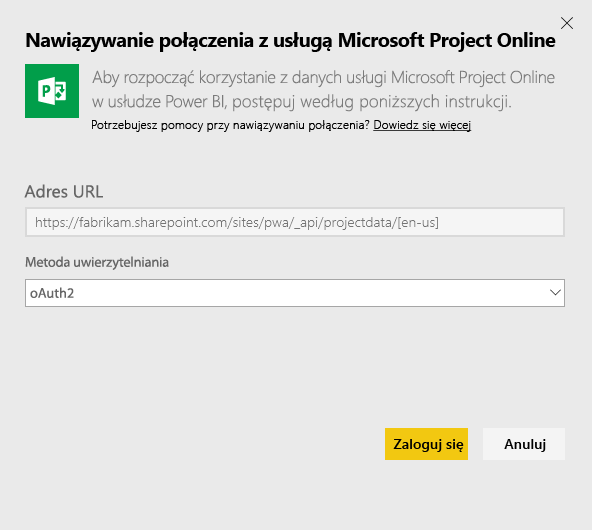 Nawiązywanie połączenia z usługą Microsoft Project Online
Aby rozpocząć korzystanie z danych usługi Microsoft Project Online
w usłudze Power BI, postępuj według poniższych instrukcji.
Potrzebujesz pomocy przy nawiązywaniu połączenia? Dowiedz się więcej
Adres URL
https://fabrikam.sharepoint.com/sites/pwa/_api/projectdata/[en-us]
Metoda uwierzytelniania
oAuth2
Zaloguj się
Anuluj